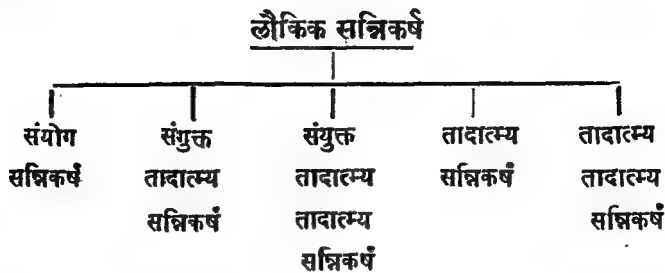 लौकिक सन्निकर्ष
संयोग संगुक्त संयुक्त तादात्म्य तादात्म्य
सन्निकर्ष तादात्म्य तादात्म्य सन्निकर्ष तादात्म्य
सन्निकर्ष तादात्म्य सन्निकर्ष
सन्निकर्ष